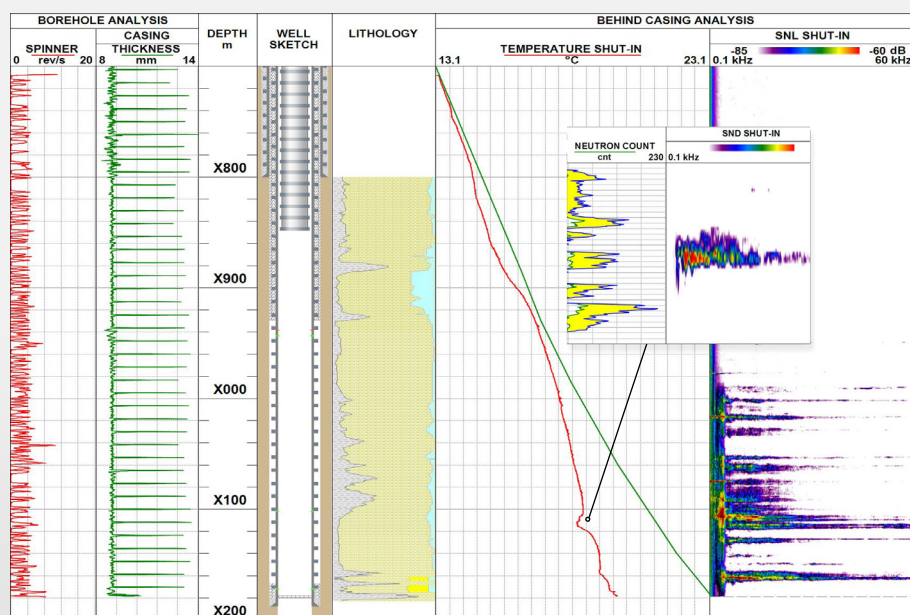 BOREHOLE ANALYSIS
BEHIND CASING ANALYSIS
SPINNER
0 rev/s 20
CASING
THICKNESS
8 mm 14
DEPTH
m
WELL
SKETCH
LITHOLOGY
TEMPERATURE SHUT-IN
13.1 °C 23.1
SNL SHUT-IN
-85 -60 dB
0.1 kHz 60 kHz
NEUTRON COUNT
cnt 230
SND SHUT-IN
0.1 kHz
X800
X900
X000
X100
X200